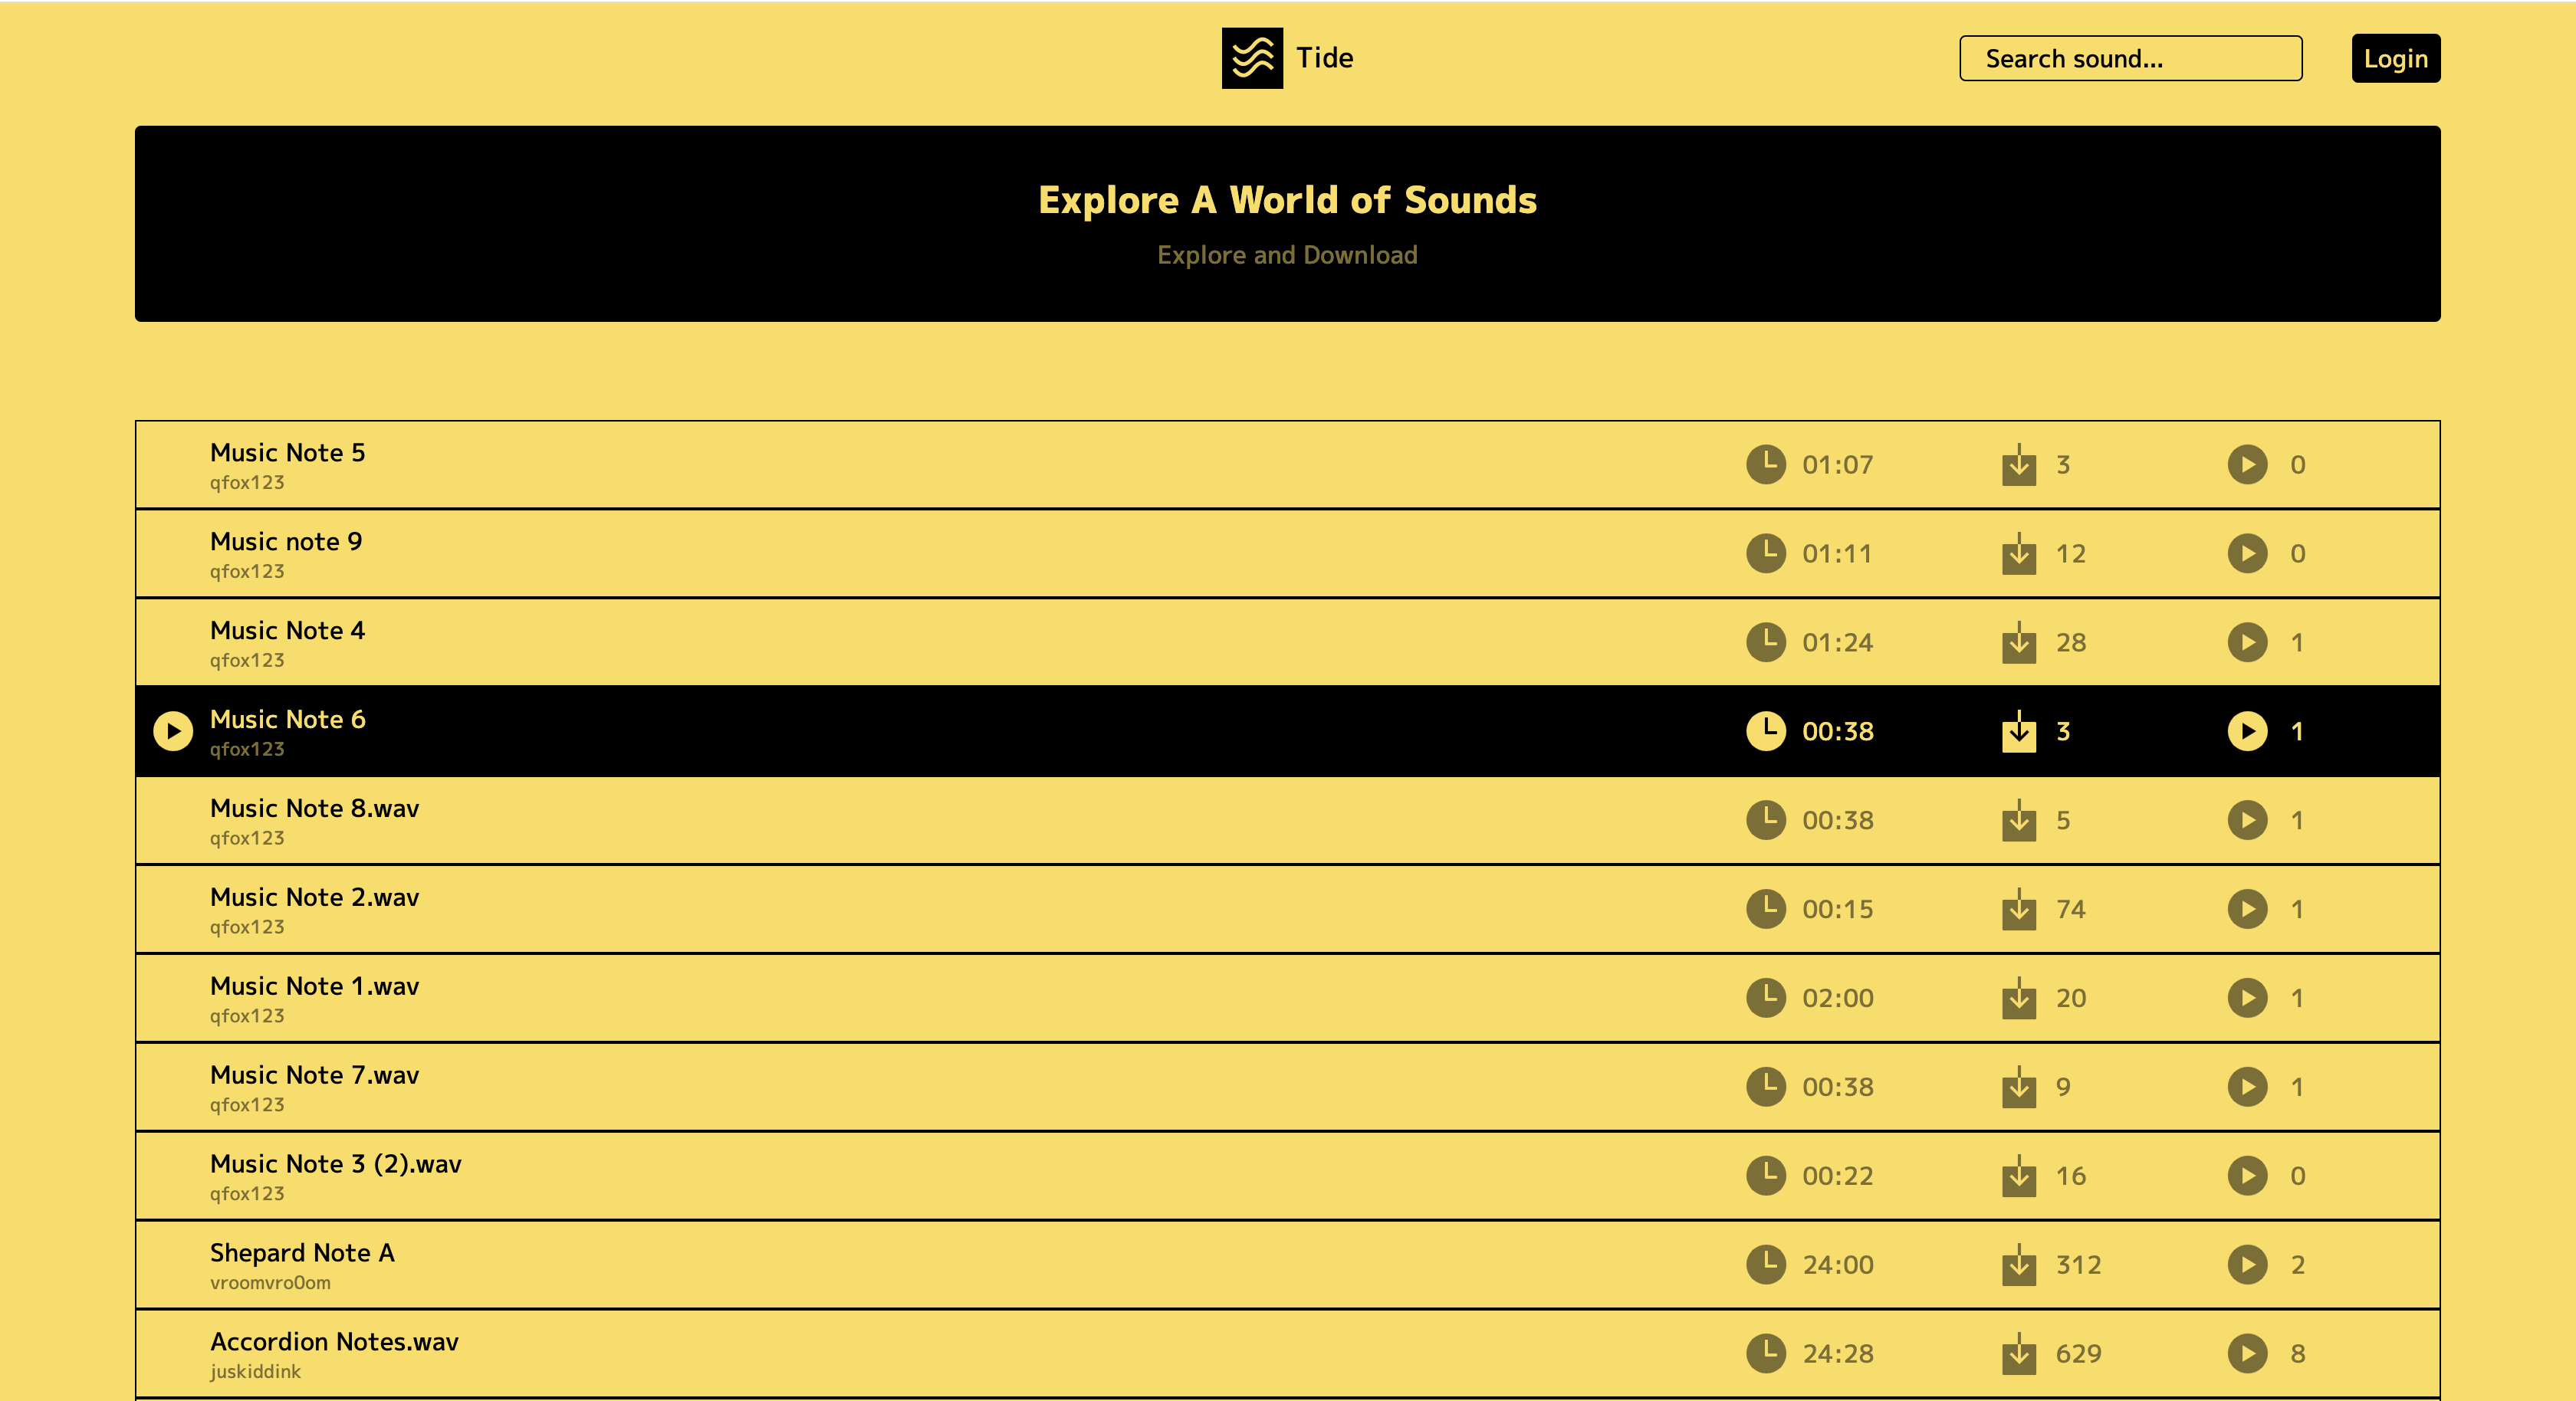 Tide
Search sound...
Login
Explore A World of Sounds
Explore and Download
Music Note 5
qfox123
01:07
3
0
Music note 9
qfox123
01:11
12
0
Music Note 4
qfox123
01:24
28
1
Music Note 6
qfox123
00:38
3
1
Music Note 8.wav
qfox123
00:38
5
1
Music Note 2.wav
qfox123
00:15
74
1
Music Note 1.wav
qfox123
02:00
20
1
Music Note 7.wav
qfox123
00:38
9
1
Music Note 3 (2).wav
qfox123
00:22
16
0
Shepard Note A
vroomvro0om
24:00
312
2
Accordion Notes.wav
juskiddink
24:28
629
8